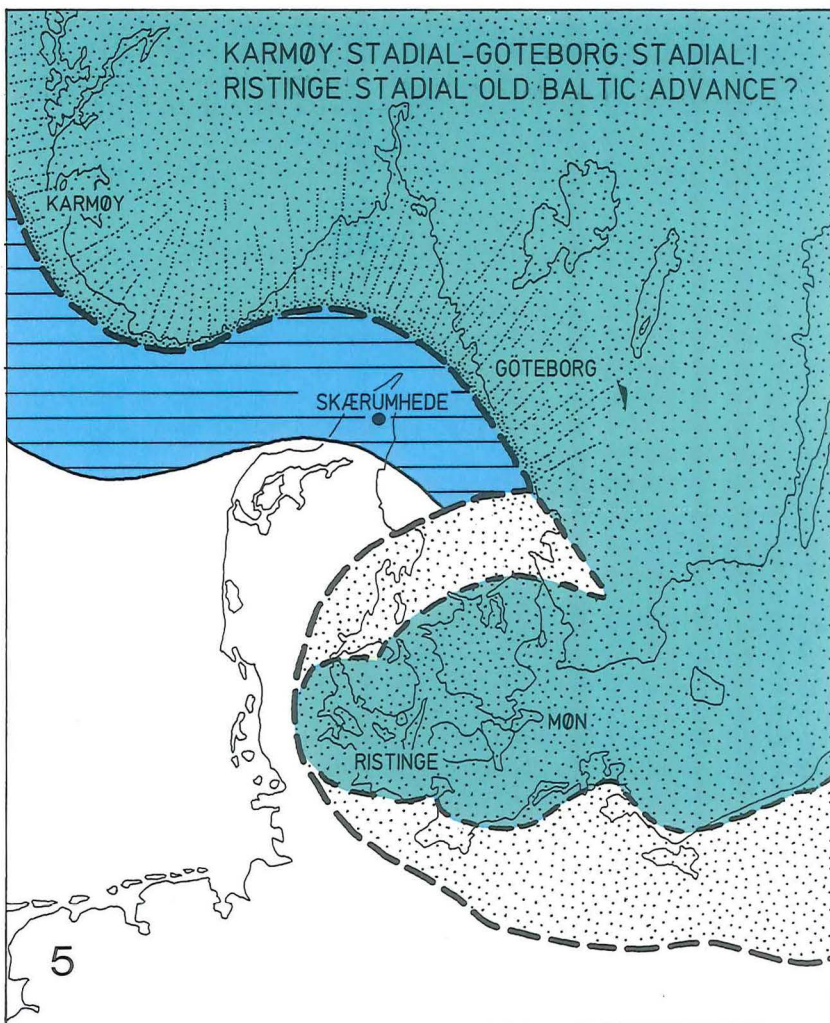 KARMØY STADIAL-GÖTEBORG STADIAL I
RISTINGE STADIAL OLD BALTIC ADVANCE ?
KARMØY
GÖTEBORG
SKÆRUMHEDE
MØN
RISTINGE
5